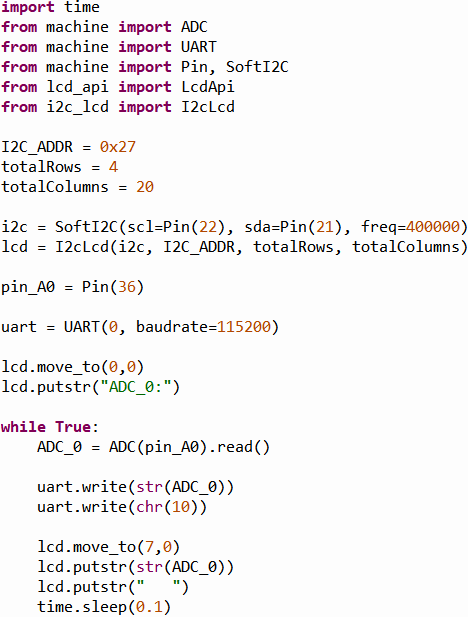 import time
from machine import ADC
from machine import UART
from machine import Pin, SoftI2C
from lcd_api import LcdApi
from i2c_lcd import I2cLcd

I2C_ADDR = 0x27
totalRows = 4
totalColumns = 20

i2c = SoftI2C(scl=Pin(22), sda=Pin(21), freq=400000)
lcd = I2cLcd(i2c, I2C_ADDR, totalRows, totalColumns)

pin_A0 = Pin(36)

uart = UART(0, baudrate=115200)

lcd.move_to(0,0)
lcd.putstr("ADC_0:")

while True:
    ADC_0 = ADC(pin_A0).read()

    uart.write(str(ADC_0))
    uart.write(chr(10))

    lcd.move_to(7,0)
    lcd.putstr(str(ADC_0))
    lcd.putstr("   ")
    time.sleep(0.1)